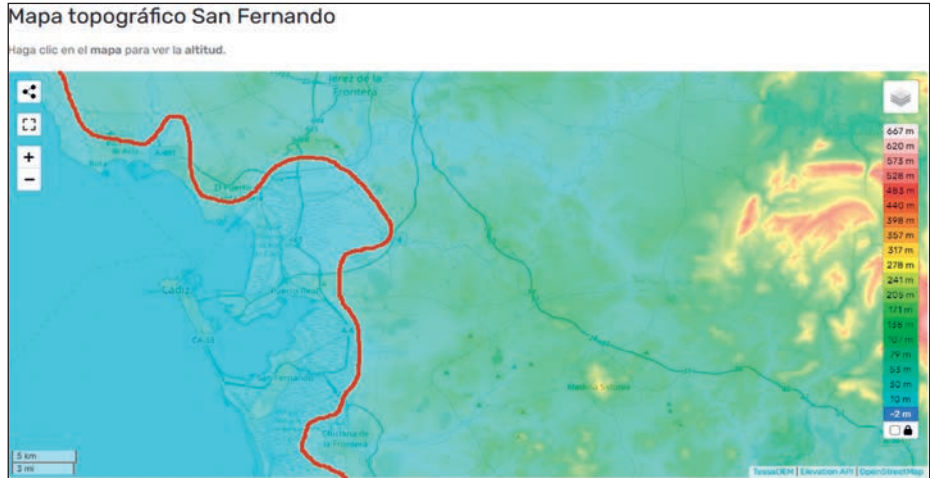 Mapa topográfico San Fernando
Haga clic en el mapa para ver la altitud.
Jerez de la
Frontera
Rota
A-491
El Puerto
Cádiz
Puerto Real
CA-33
San Fernando
Chiclana de
la Frontera
Medina Sidonia
+
−
667 m
620 m
573 m
528 m
483 m
440 m
398 m
357 m
317 m
278 m
241 m
205 m
171 m
138 m
107 m
79 m
53 m
30 m
10 m
-2 m
5 km
3 mi
TessaDEM | Elevation API | OpenStreetMap